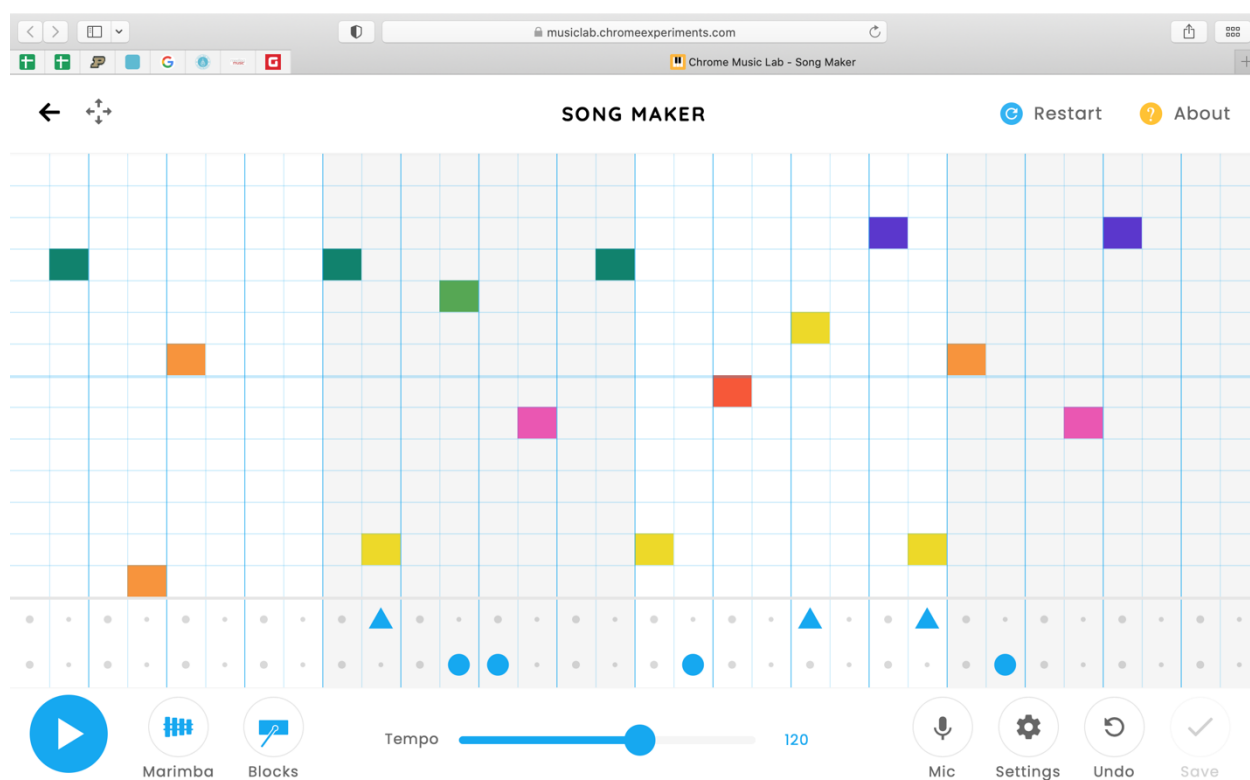 musiclab.chromeexperiments.com
G
G
Chrome Music Lab - Song Maker
SONG MAKER
Restart
? About
Tempo
120
Marimba
Blocks
Mic
Settings
Undo
Save